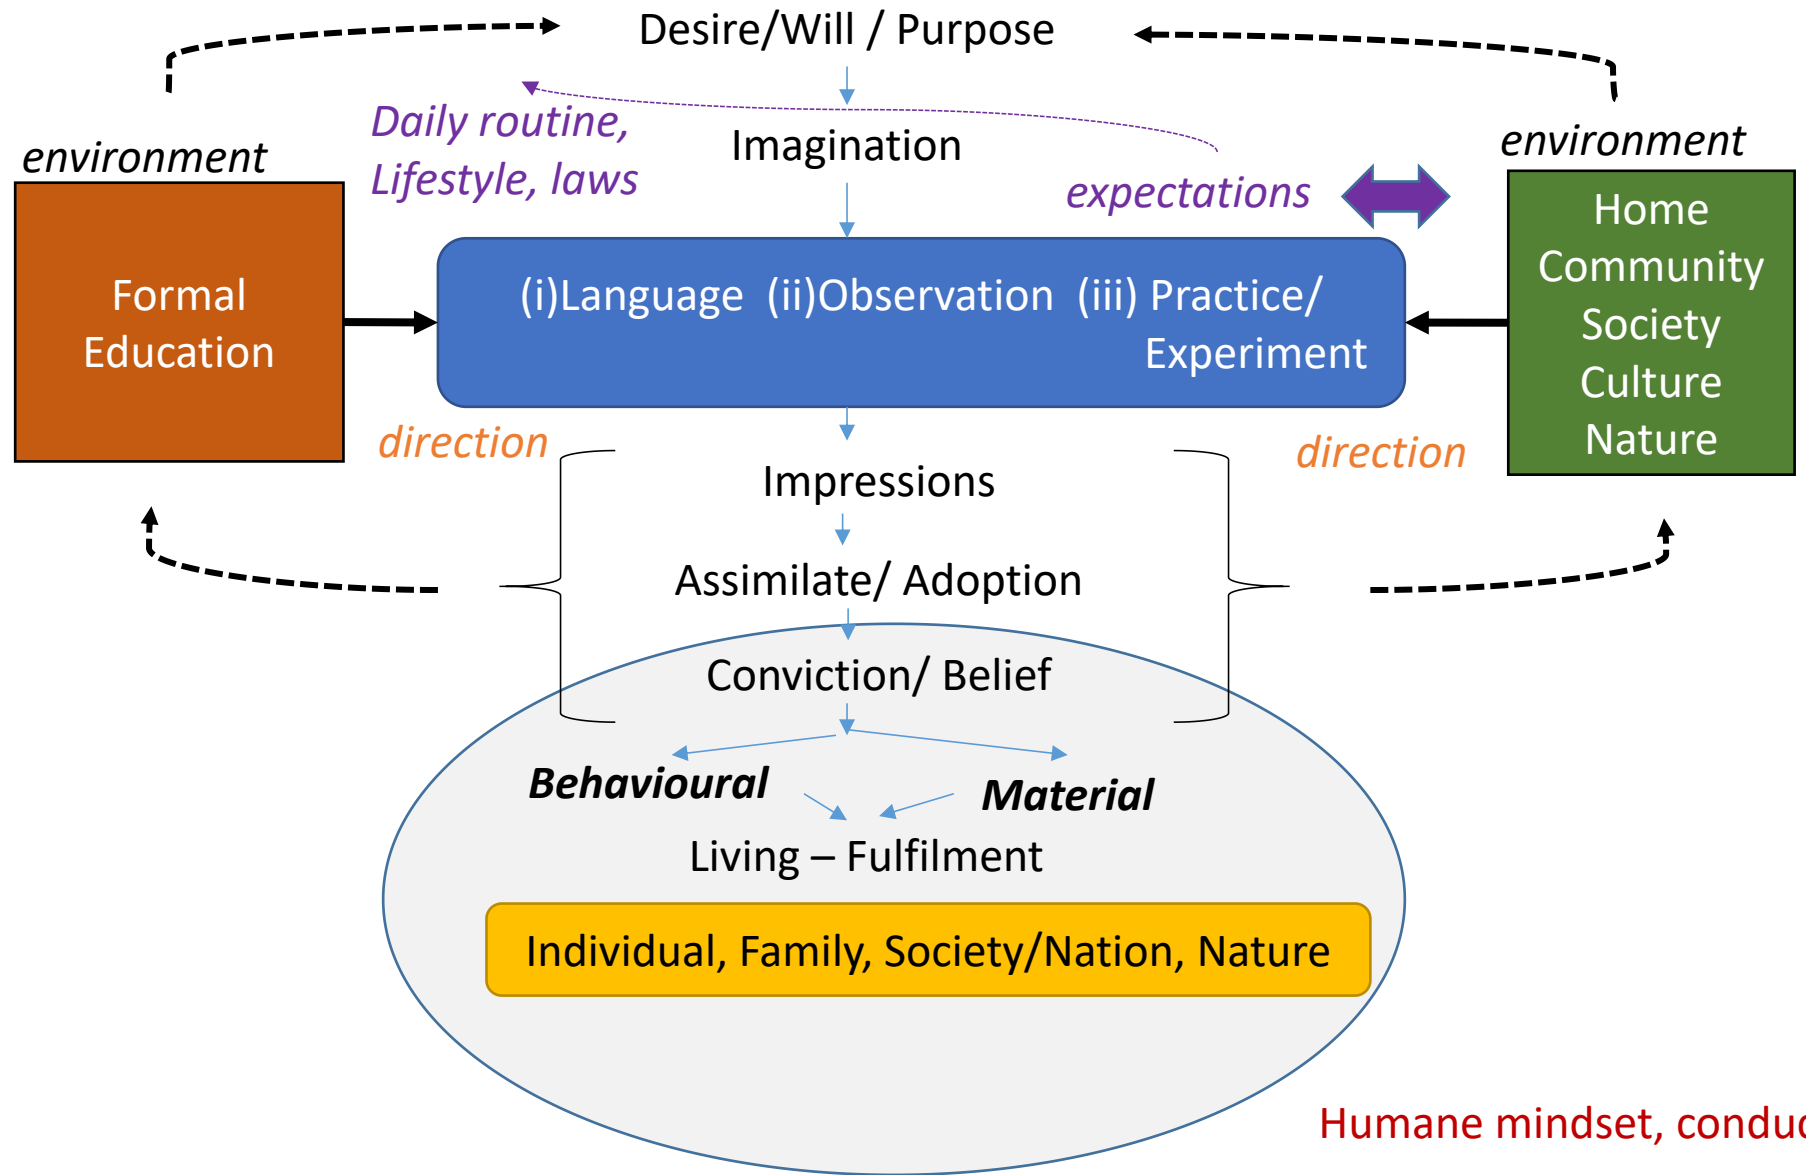 Desire/Will / Purpose
Daily routine,
Lifestyle, laws
Imagination
expectations
environment
environment
Formal
Education
(i)Language (ii)Observation (iii) Practice/
Experiment
Home
Community
Society
Culture
Nature
direction
direction
Impressions
Assimilate/ Adoption
Conviction/ Belief
Behavioural
Material
Living – Fulfilment
Individual, Family, Society/Nation, Nature
Humane mindset,